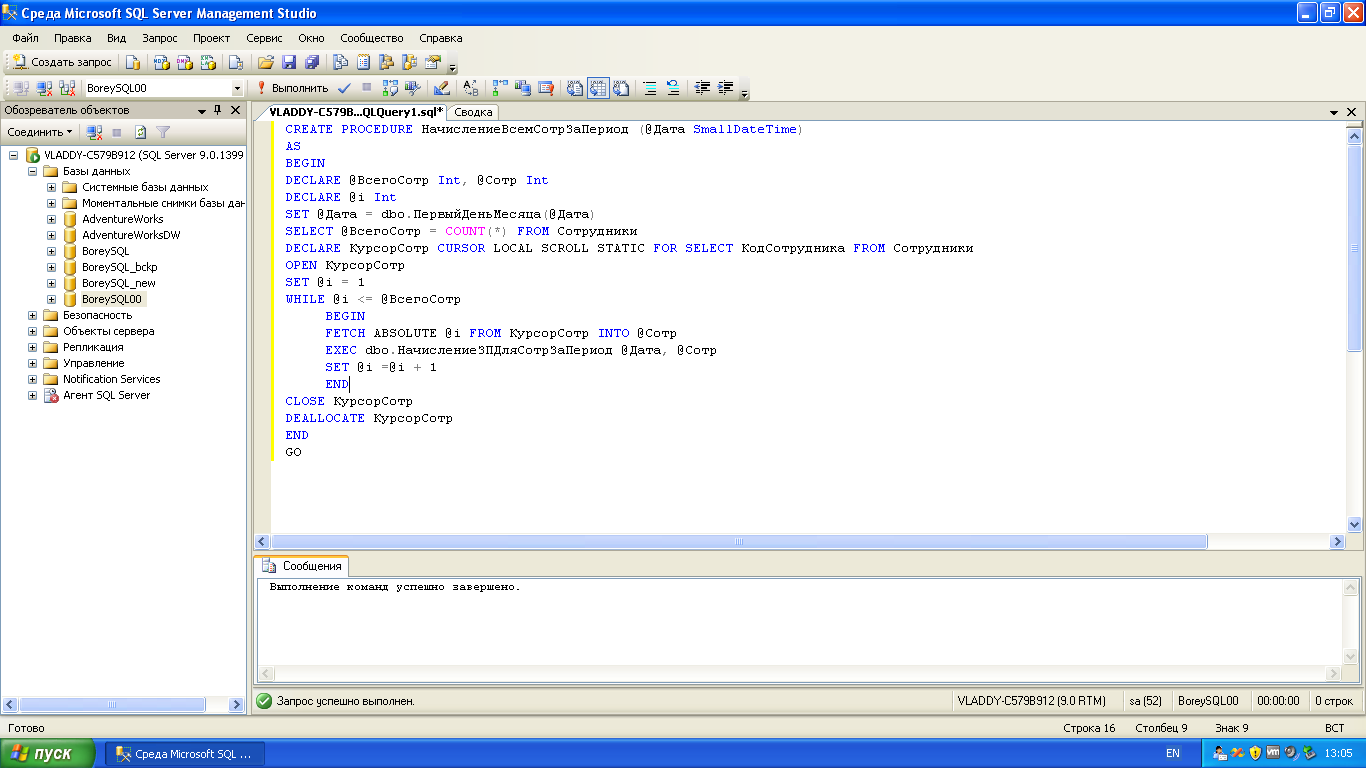 Среда Microsoft SQL Server Management Studio
Файл Правка Вид Запрос Проект Сервис Окно Сообщество Справка
Создать запрос
BoreySQL00 Выполнить
Обозреватель объектов
VLADDY-C579B...QLQuery1.sql* Сводка
Соединить
VLADDY-C579B912 (SQL Server 9.0.1399
Базы данных
Системные базы данных
Моментальные снимки базы дан
AdventureWorks
AdventureWorksDW
BoreySQL
BoreySQL_bckp
BoreySQL_new
BoreySQL00
Безопасность
Объекты сервера
Репликация
Управление
Notification Services
Агент SQL Server
CREATE PROCEDURE НачислениеВсемСотрЗаПериод (@Дата SmallDateTime)
AS
BEGIN
DECLARE @ВсегоСотр Int, @Сотр Int
DECLARE @i Int
SET @Дата = dbo.ПервыйДеньМесяца(@Дата)
SELECT @ВсегоСотр = COUNT(*) FROM Сотрудники
DECLARE КурсорСотр CURSOR LOCAL SCROLL STATIC FOR SELECT КодСотрудника FROM Сотрудники
OPEN КурсорСотр
SET @i = 1
WHILE @i <= @ВсегоСотр
BEGIN
FETCH ABSOLUTE @i FROM КурсорСотр INTO @Сотр
EXEC dbo.НачислениеЗПДляСотрЗаПериод @Дата, @Сотр
SET @i =@i + 1
END
CLOSE КурсорСотр
DEALLOCATE КурсорСотр
END
GO
Сообщения
Выполнение команд успешно завершено.
Запрос успешно выполнен. VLADDY-C579B912 (9.0 RTM) sa (52) BoreySQL00 00:00:00 0 строк
Готово Строка 16 Столбец 9 Знак 9 ВСТ
пуск Среда Microsoft SQL ... EN 13:05